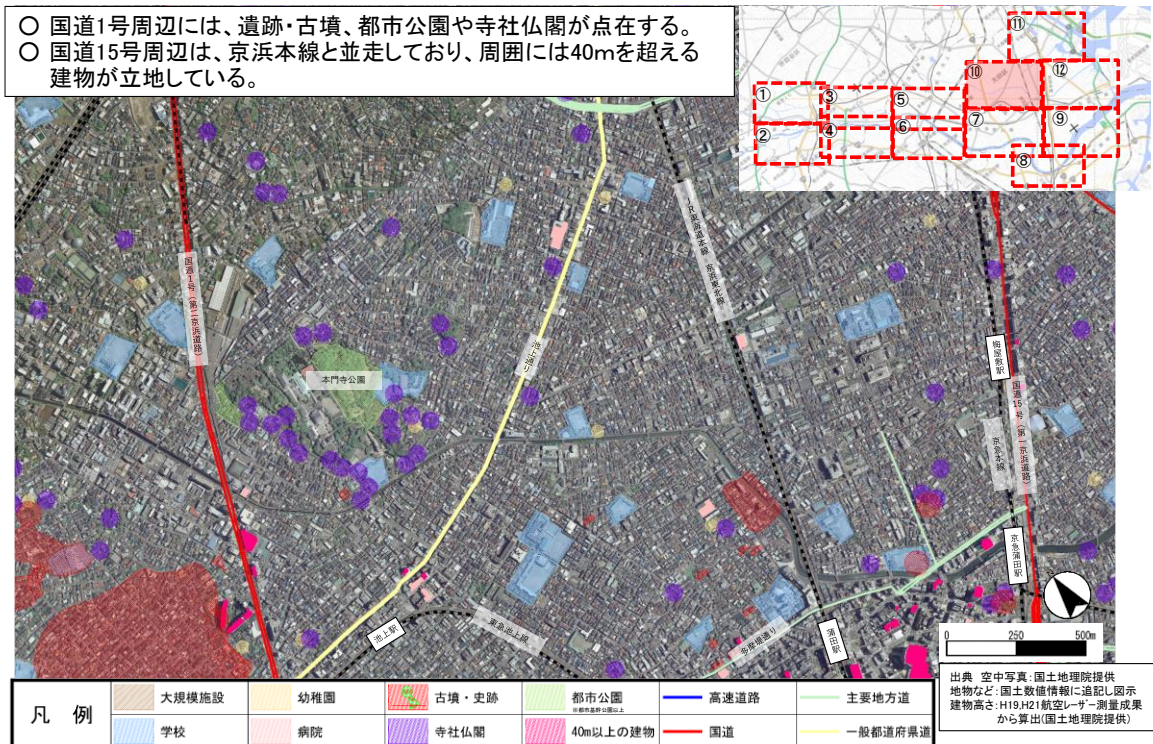 ○ 国道1号周辺には、遺跡・古墳、都市公園や寺社仏閣が点在する。
○ 国道15号周辺は、京浜本線と並走しており、周囲には40mを超える
建物が立地している。
①
②
③
④
⑤
⑥
⑦
⑧
⑨
⑩
⑪
⑫
国道1号(第二京浜道路)
本門寺公園
池上通り
JR東海道本線 京浜東北線
梅屋敷駅
国道15号(第一京浜道路)
京急本線
京急蒲田駅
池上駅
東急池上線
多摩堤通り
蒲田駅
0 250 500m
凡 例
大規模施設
幼稚園
古墳・史跡
都市公園
※都市基幹公園以上
高速道路
主要地方道
学校
病院
寺社仏閣
40m以上の建物
国道
一般都道府県道
出典 空中写真:国土地理院提供
地物など:国土数値情報に追記し図示
建物高さ:H19,H21航空レーザー測量成果
から算出(国土地理院提供)